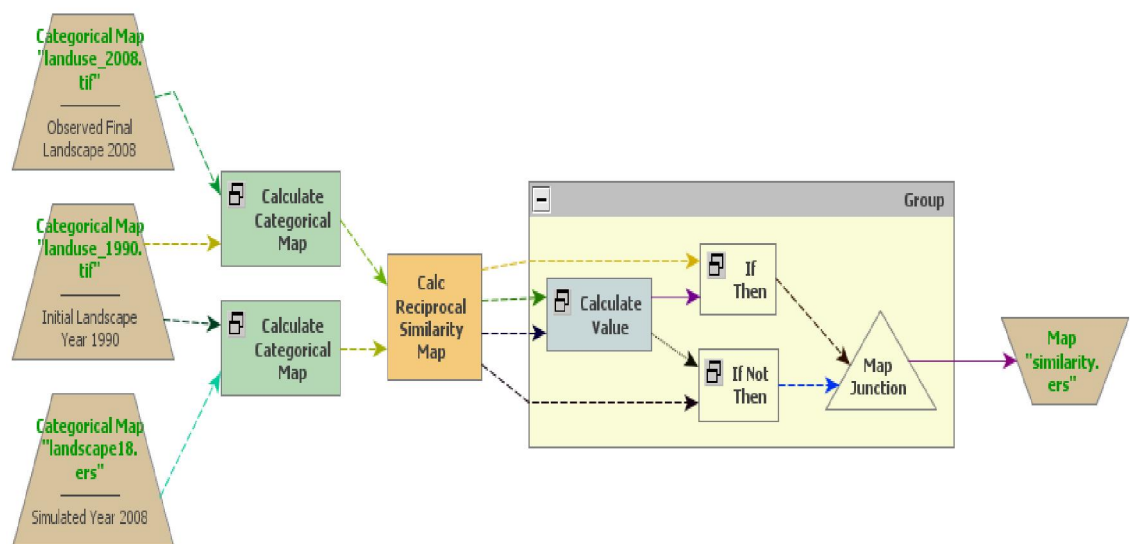 Categorical Map
"landuse_2008.
tif"
Observed Final
Landscape 2008
Categorical Map
"landuse_1990.
tif"
Initial Landscape
Year 1990
Categorical Map
"landscape18.
ers"
Simulated Year 2008
Calculate
Categorical
Map
Calculate
Categorical
Map
Calc
Reciprocal
Similarity
Map
Group
Calculate
Value
If
Then
If Not
Then
Map
Junction
Map
"similarity.
ers"